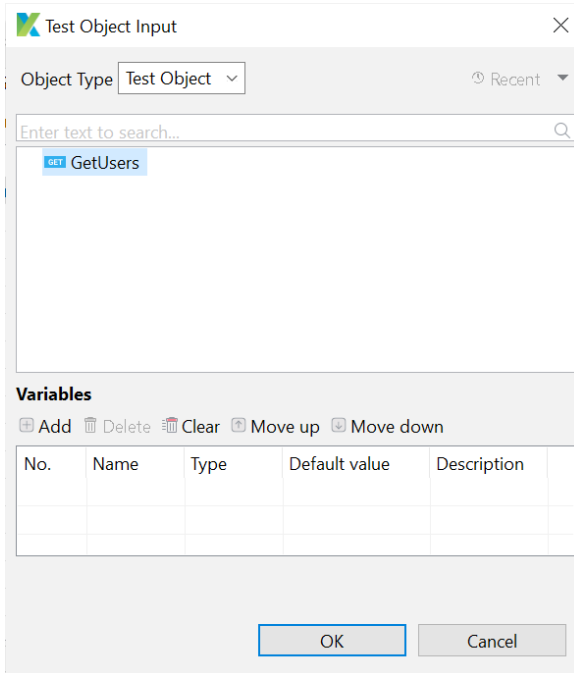 Test Object Input
Object Type Test Object Recent
Enter text to search...
GET GetUsers
Variables
Add Delete Clear Move up Move down
No. Name Type Default value Description
OK Cancel